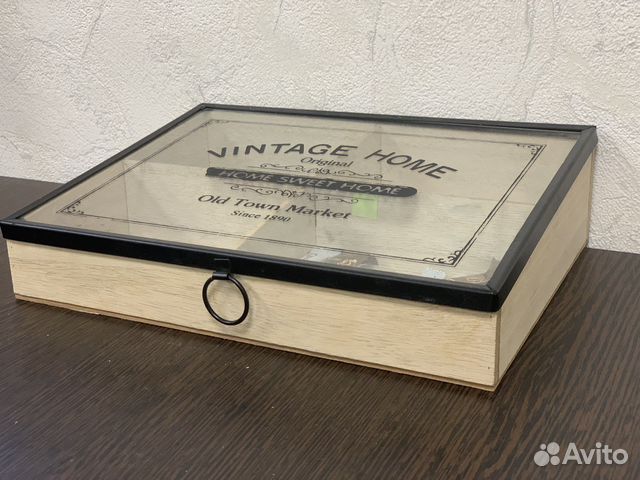 VINTAGE HOME
Original
HOME SWEET HOME
Old Town Market
Since 1890
Avito